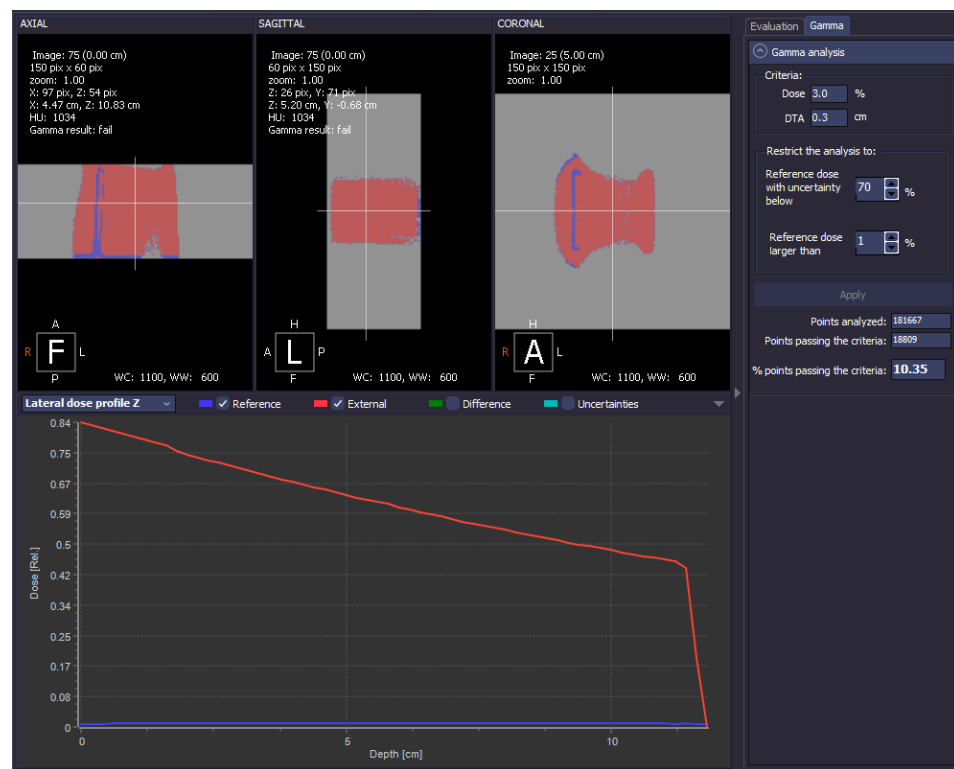 AXIAL
Image: 75 (0.00 cm)
150 pix x 60 pix
zoom: 1.00
X: 97 pix, Z: 54 pix
X: 4.47 cm, Z: 10.83 cm
HU: 1034
Gamma result: fail
A
R F L
P
WC: 1100, WW: 600
SAGITTAL
Image: 75 (0.00 cm)
60 pix x 150 pix
zoom: 1.00
Z: 26 pix, Y: 71 pix
Z: 5.20 cm, Y: -0.68 cm
HU: 1034
Gamma result: fail
H
A L P
F
WC: 1100, WW: 600
CORONAL
Image: 25 (5.00 cm)
150 pix x 150 pix
zoom: 1.00
H
R A L
F
WC: 1100, WW: 600
Evaluation Gamma
Gamma analysis
Criteria:
Dose 3.0 %
DTA 0.3 cm
Restrict the analysis to:
Reference dose
with uncertainty 70 %
below
Reference dose 1 %
larger than
Apply
Points analyzed: 181667
Points passing the criteria: 18809
% points passing the criteria: 10.35
Lateral dose profile Z Reference External Difference Uncertainties
0.84
0.75
0.67
0.59
0.5
0.42
0.34
0.25
0.17
0.08
0
Dose [Rel.]
0 5 10
Depth [cm]